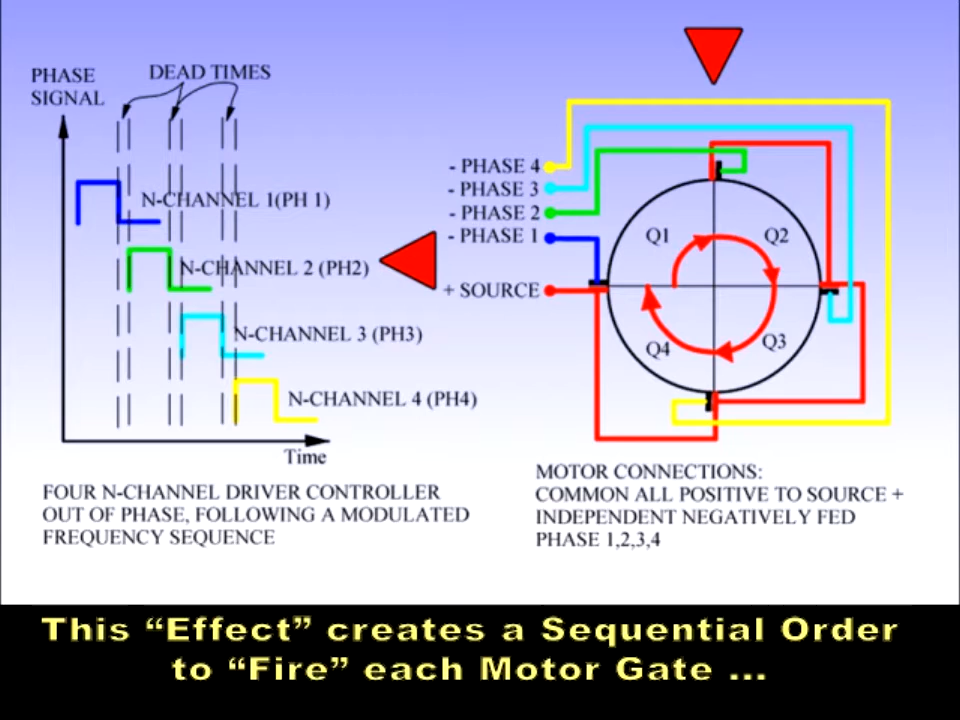 PHASE
SIGNAL
DEAD TIMES
N-CHANNEL 1(PH 1)
N-CHANNEL 2 (PH2)
N-CHANNEL 3 (PH3)
N-CHANNEL 4 (PH4)
Time
FOUR N-CHANNEL DRIVER CONTROLLER
OUT OF PHASE, FOLLOWING A MODULATED
FREQUENCY SEQUENCE
- PHASE 4
- PHASE 3
- PHASE 2
- PHASE 1
+ SOURCE
Q1
Q2
Q4
Q3
MOTOR CONNECTIONS:
COMMON ALL POSITIVE TO SOURCE +
INDEPENDENT NEGATIVELY FED
PHASE 1,2,3,4
This “Effect” creates a Sequential Order
to “Fire” each Motor Gate ...